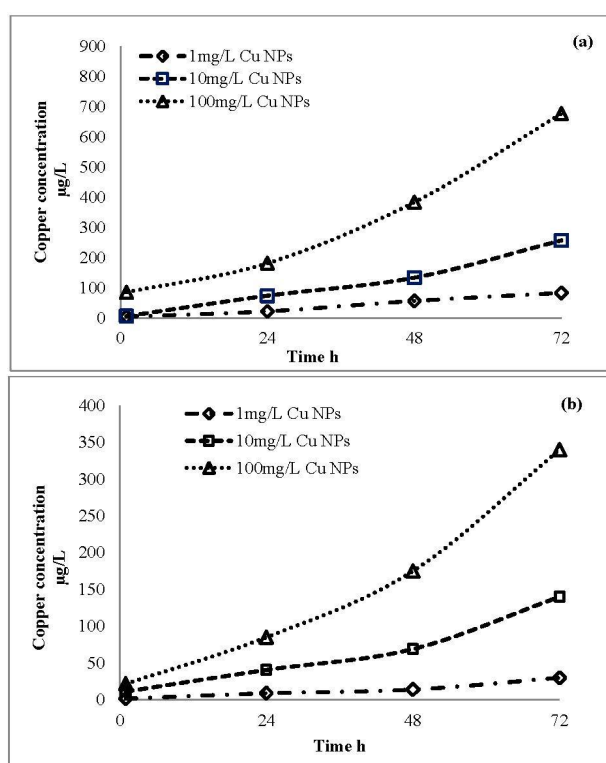 (a)
900
800
700
600
500
400
300
200
100
0
Copper concentration
µg/L
1mg/L Cu NPs
10mg/L Cu NPs
100mg/L Cu NPs
0 24 48 72
Time h
(b)
400
350
300
250
200
150
100
50
0
Copper concentration
µg/L
1mg/L Cu NPs
10mg/L Cu NPs
100mg/L Cu NPs
0 24 48 72
Time h